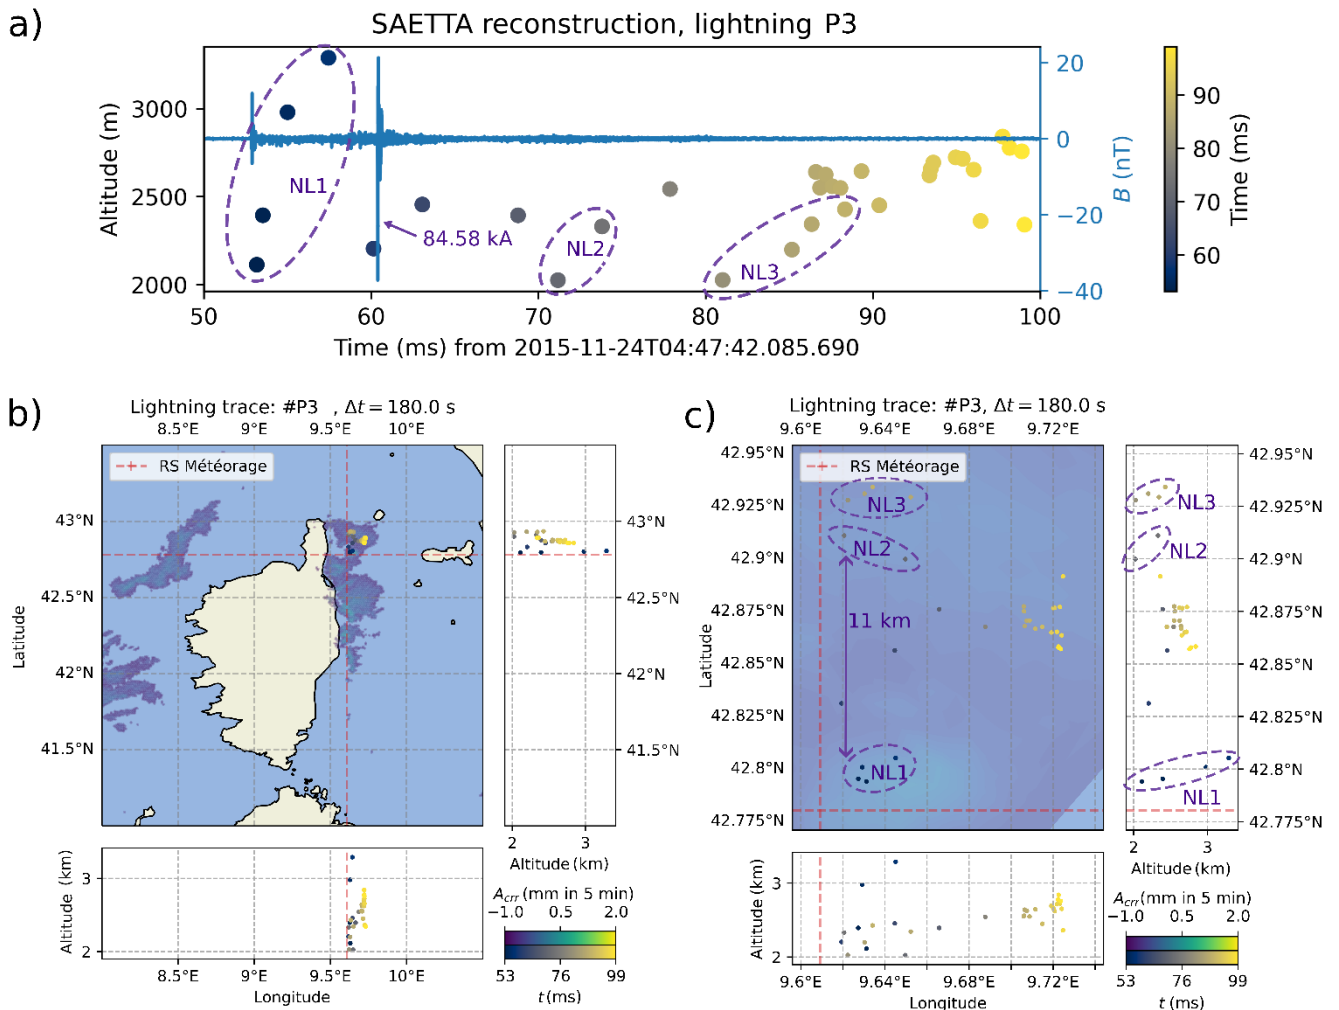 a)
SAETTA reconstruction, lightning P3
Altitude (m)
3000
2500
2000
NL1
84.58 kA
NL2
NL3
20
0
−20
−40
B (nT)
90
80
70
60
Time (ms)
50 60 70 80 90 100
Time (ms) from 2015-11-24T04:47:42.085.690
b)
Lightning trace: #P3 , Δt = 180.0 s
8.5°E 9°E 9.5°E 10°E
RS Météorage
Latitude
43°N
42.5°N
42°N
41.5°N
43°N
42.5°N
42°N
41.5°N
2 3
Altitude (km)
Altitude (km)
3
2
8.5°E 9°E 9.5°E 10°E
Longitude
A_crr (mm in 5 min)
−1.0 0.5 2.0
53 76 99
t (ms)
c)
Lightning trace: #P3, Δt = 180.0 s
9.6°E 9.64°E 9.68°E 9.72°E
RS Météorage
Latitude
42.95°N
42.925°N
42.9°N
42.875°N
42.85°N
42.825°N
42.8°N
42.775°N
NL3
NL2
11 km
NL1
NL3
NL2
NL1
42.95°N
42.925°N
42.9°N
42.875°N
42.85°N
42.825°N
42.8°N
42.775°N
2 3
Altitude (km)
Altitude (km)
3
2
9.6°E 9.64°E 9.68°E 9.72°E
Longitude
A_crr (mm in 5 min)
−1.0 0.5 2.0
53 76 99
t (ms)